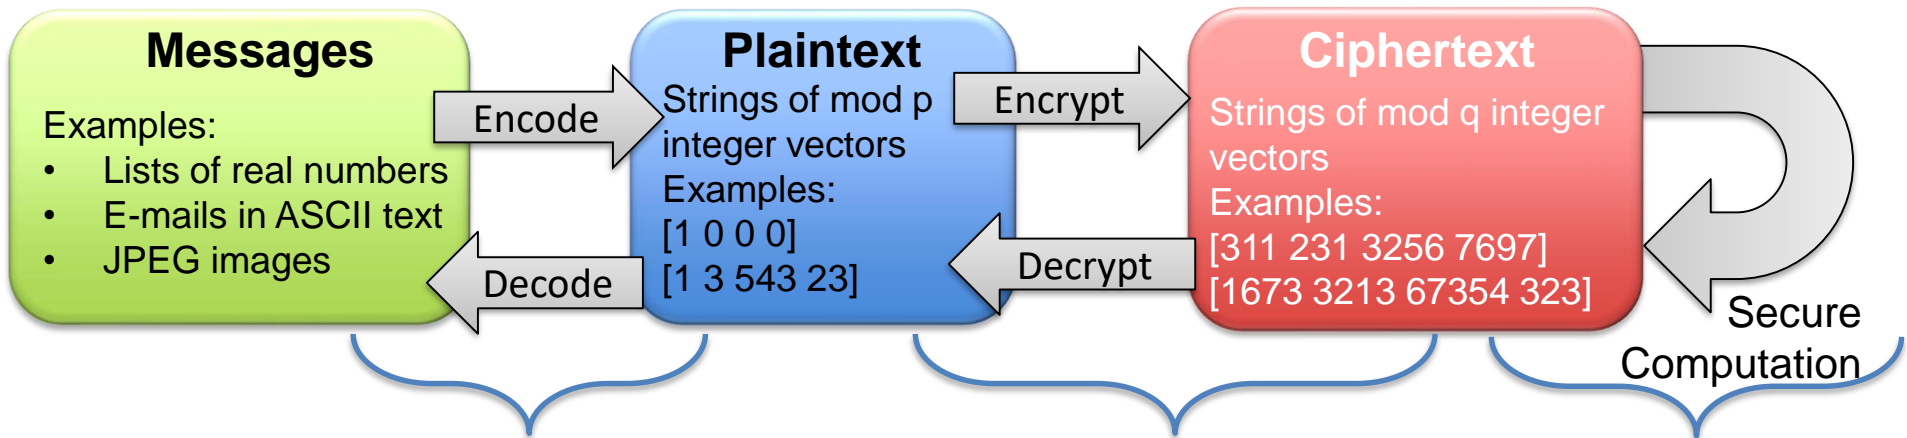 Messages
Examples:
• Lists of real numbers
• E-mails in ASCII text
• JPEG images
Encode
Decode
Plaintext
Strings of mod p
integer vectors
Examples:
[1 0 0 0]
[1 3 543 23]
Encrypt
Decrypt
Ciphertext
Strings of mod q integer
vectors
Examples:
[311 231 3256 7697]
[1673 3213 67354 323]
Secure
Computation